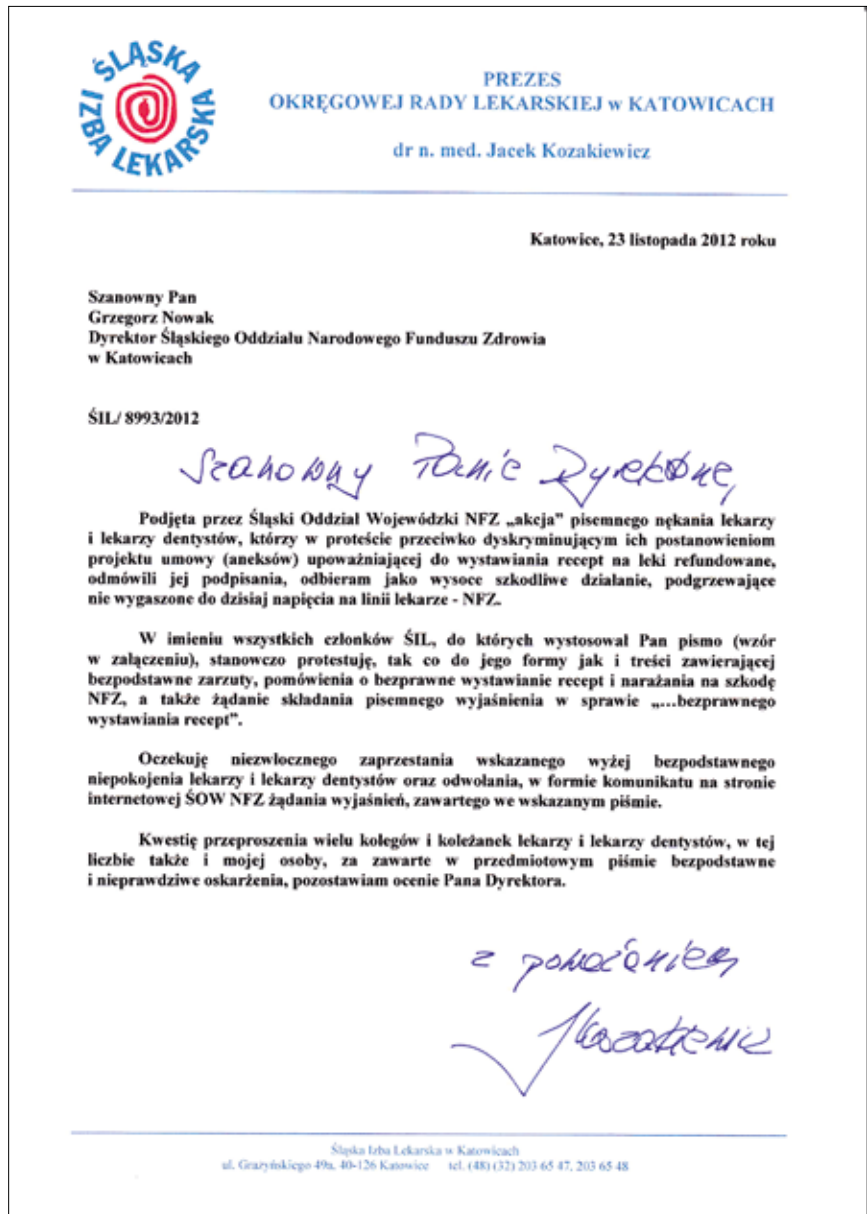 ŚLĄSKA
IZBA LEKARSKA
PREZES
OKRĘGOWEJ RADY LEKARSKIEJ w KATOWICACH
dr n. med. Jacek Kozakiewicz
Katowice, 23 listopada 2012 roku
Szanowny Pan
Grzegorz Nowak
Dyrektor Śląskiego Oddziału Narodowego Funduszu Zdrowia
w Katowicach
ŚIL/ 8993/2012
Szanowny Panie Dyrektorze,
Podjęta przez Śląski Oddział Wojewódzki NFZ „akcja” pisemnego nękania lekarzy
i lekarzy dentystów, którzy w proteście przeciwko dyskryminującym ich postanowieniom
projektu umowy (aneksów) upoważniającej do wystawiania recept na leki refundowane,
odmówili jej podpisania, odbieram jako wysoce szkodliwe działanie, podgrzewające
nie wygaszone do dzisiaj napięcia na linii lekarze - NFZ.
W imieniu wszystkich członków ŚIL, do których wystosował Pan pismo (wzór
w załączeniu), stanowczo protestuję, tak co do jego formy jak i treści zawierającej
bezpodstawne zarzuty, pomówienia o bezprawne wystawianie recept i narażania na szkodę
NFZ, a także żądanie składania pisemnego wyjaśnienia w sprawie „...bezprawnego
wystawiania recept”.
Oczekuję niezwłocznego zaprzestania wskazanego wyżej bezpodstawnego
niepokojenia lekarzy i lekarzy dentystów oraz odwołania, w formie komunikatu na stronie
internetowej ŚOW NFZ żądania wyjaśnień, zawartego we wskazanym piśmie.
Kwestię przeproszenia wielu kolegów i koleżanek lekarzy i lekarzy dentystów, w tej
liczbie także i mojej osoby, za zawarte w przedmiotowym piśmie bezpodstawne
i nieprawdziwe oskarżenia, pozostawiam ocenie Pana Dyrektora.
z poważaniem
JKozakiewicz
Śląska Izba Lekarska w Katowicach
ul. Grażyńskiego 49a, 40-126 Katowice tel. (48) (32) 203 65 47, 203 65 48